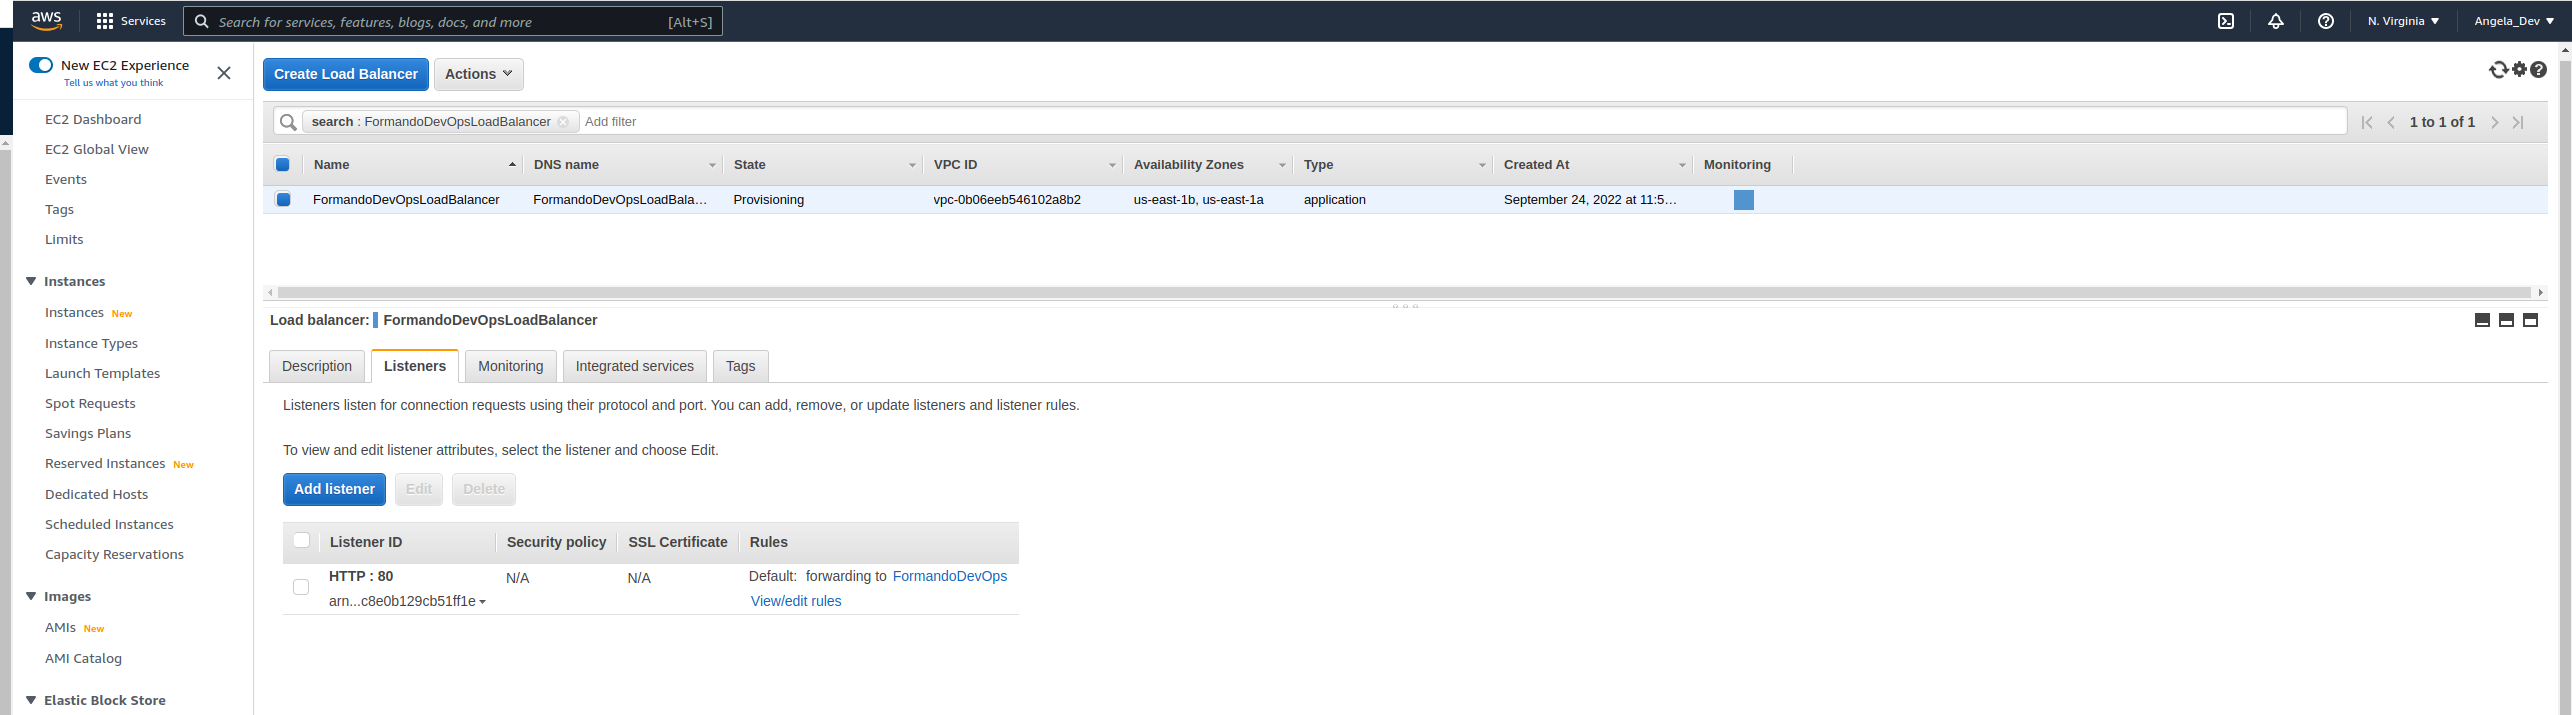 aws Services Search for services, features, blogs, docs, and more [Alt+S] N. Virginia Angela_Dev
New EC2 Experience
Tell us what you think
EC2 Dashboard
EC2 Global View
Events
Tags
Limits
Instances
Instances New
Instance Types
Launch Templates
Spot Requests
Savings Plans
Reserved Instances New
Dedicated Hosts
Scheduled Instances
Capacity Reservations
Images
AMIs New
AMI Catalog
Elastic Block Store
Create Load Balancer Actions
search : FormandoDevOpsLoadBalancer Add filter 1 to 1 of 1
Name DNS name State VPC ID Availability Zones Type Created At Monitoring
FormandoDevOpsLoadBalancer FormandoDevOpsLoadBala... Provisioning vpc-0b06eeb546102a8b2 us-east-1b, us-east-1a application September 24, 2022 at 11:5...
Load balancer: FormandoDevOpsLoadBalancer
Description Listeners Monitoring Integrated services Tags
Listeners listen for connection requests using their protocol and port. You can add, remove, or update listeners and listener rules.
To view and edit listener attributes, select the listener and choose Edit.
Add listener Edit Delete
Listener ID Security policy SSL Certificate Rules
HTTP : 80 N/A N/A Default: forwarding to FormandoDevOps
arn...c8e0b129cb51ff1e View/edit rules